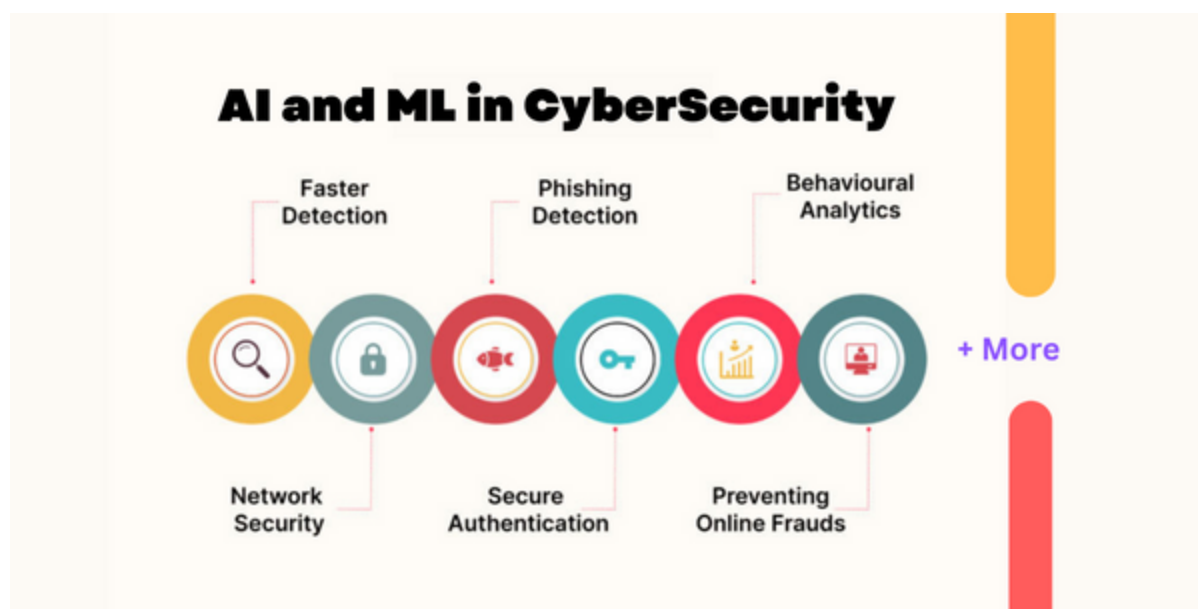 AI and ML in CyberSecurity
Faster
Detection
Phishing
Detection
Behavioural
Analytics
+ More
Network
Security
Secure
Authentication
Preventing
Online Frauds